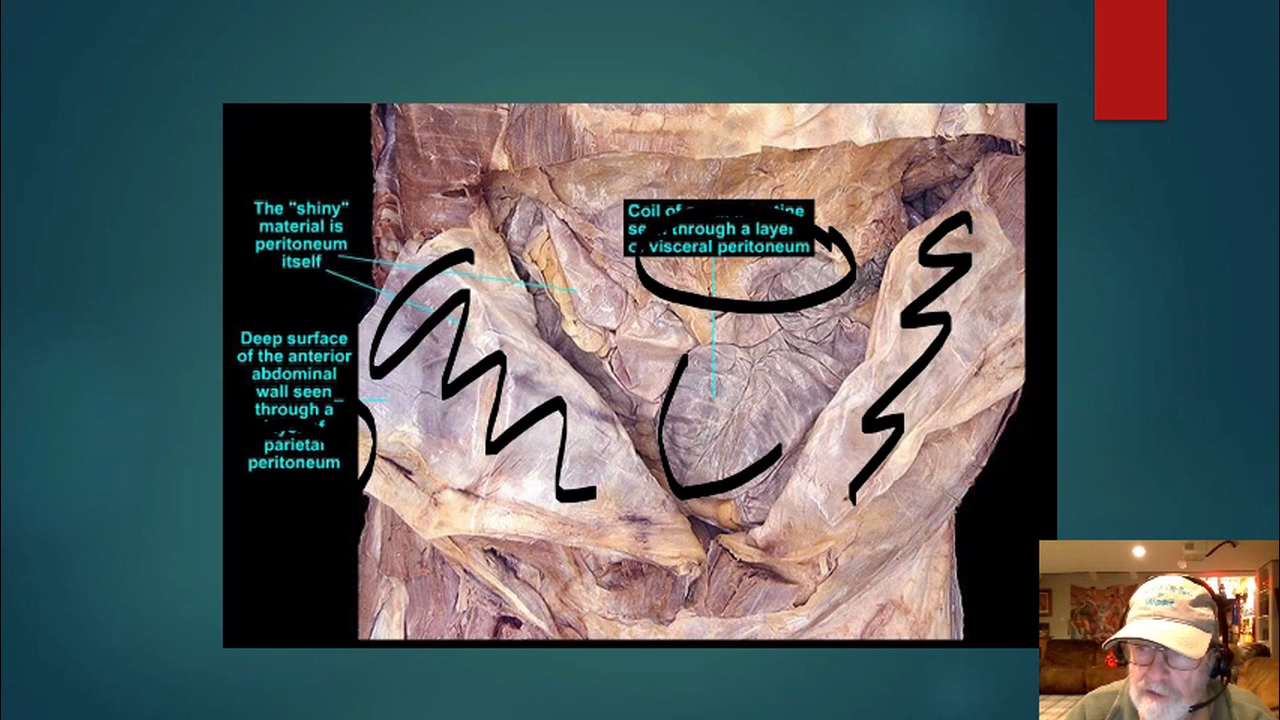 The "shiny"
material is
peritoneum
itself
Deep surface
of the anterior
abdominal
wall seen
through a
parietal
peritoneum
Coil of
through a layer
visceral peritoneum